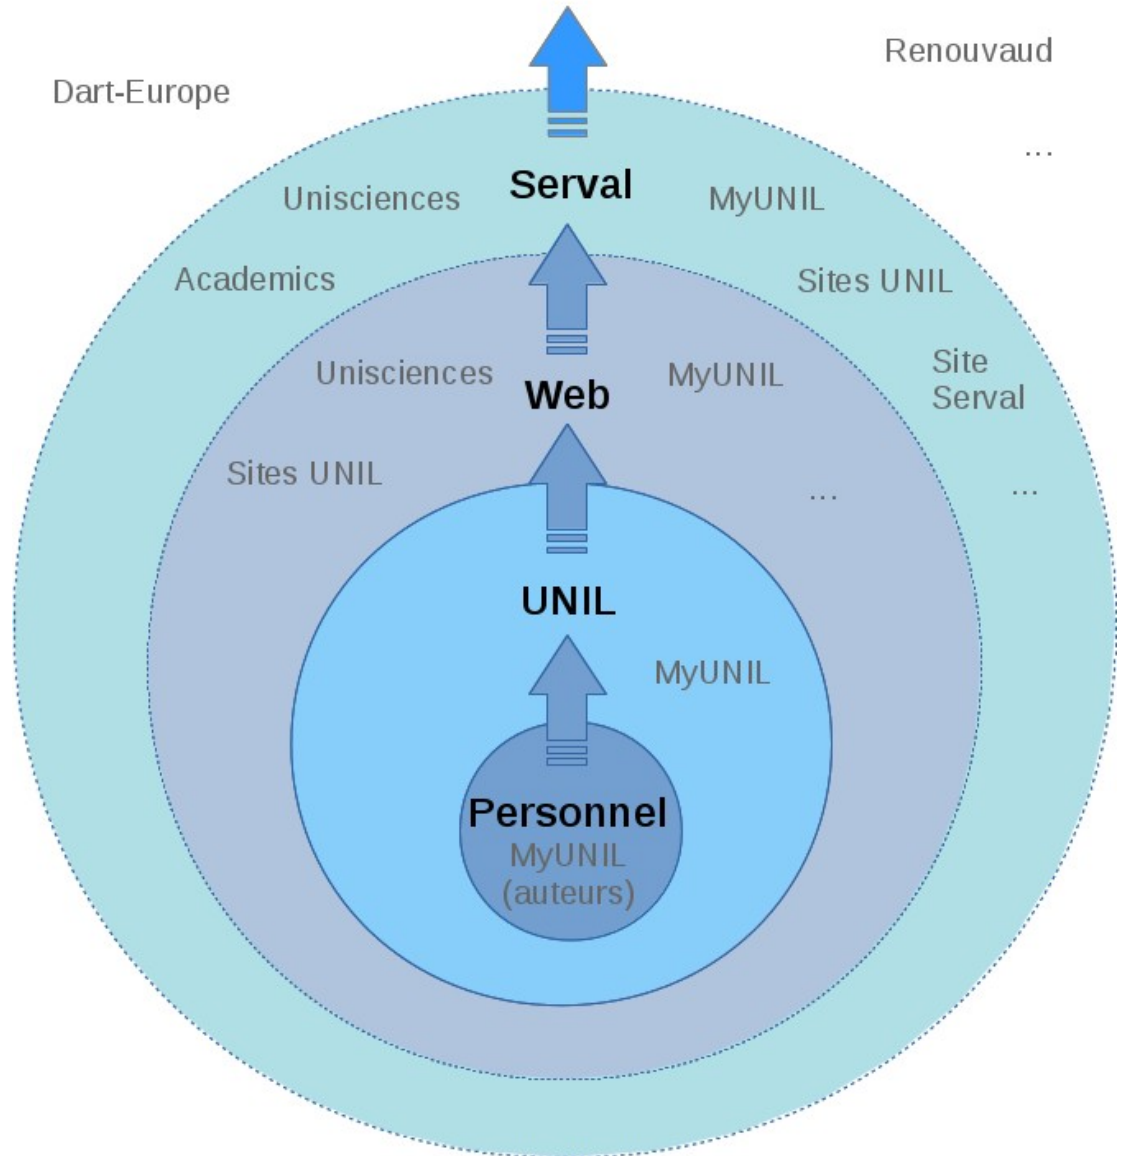 Renouvaud
Dart-Europe
...
Serval
Unisciences
MyUNIL
Academics
Sites UNIL
Site
Serval
Unisciences
Web
MyUNIL
Sites UNIL
...
...
UNIL
MyUNIL
Personnel
MyUNIL
(auteurs)